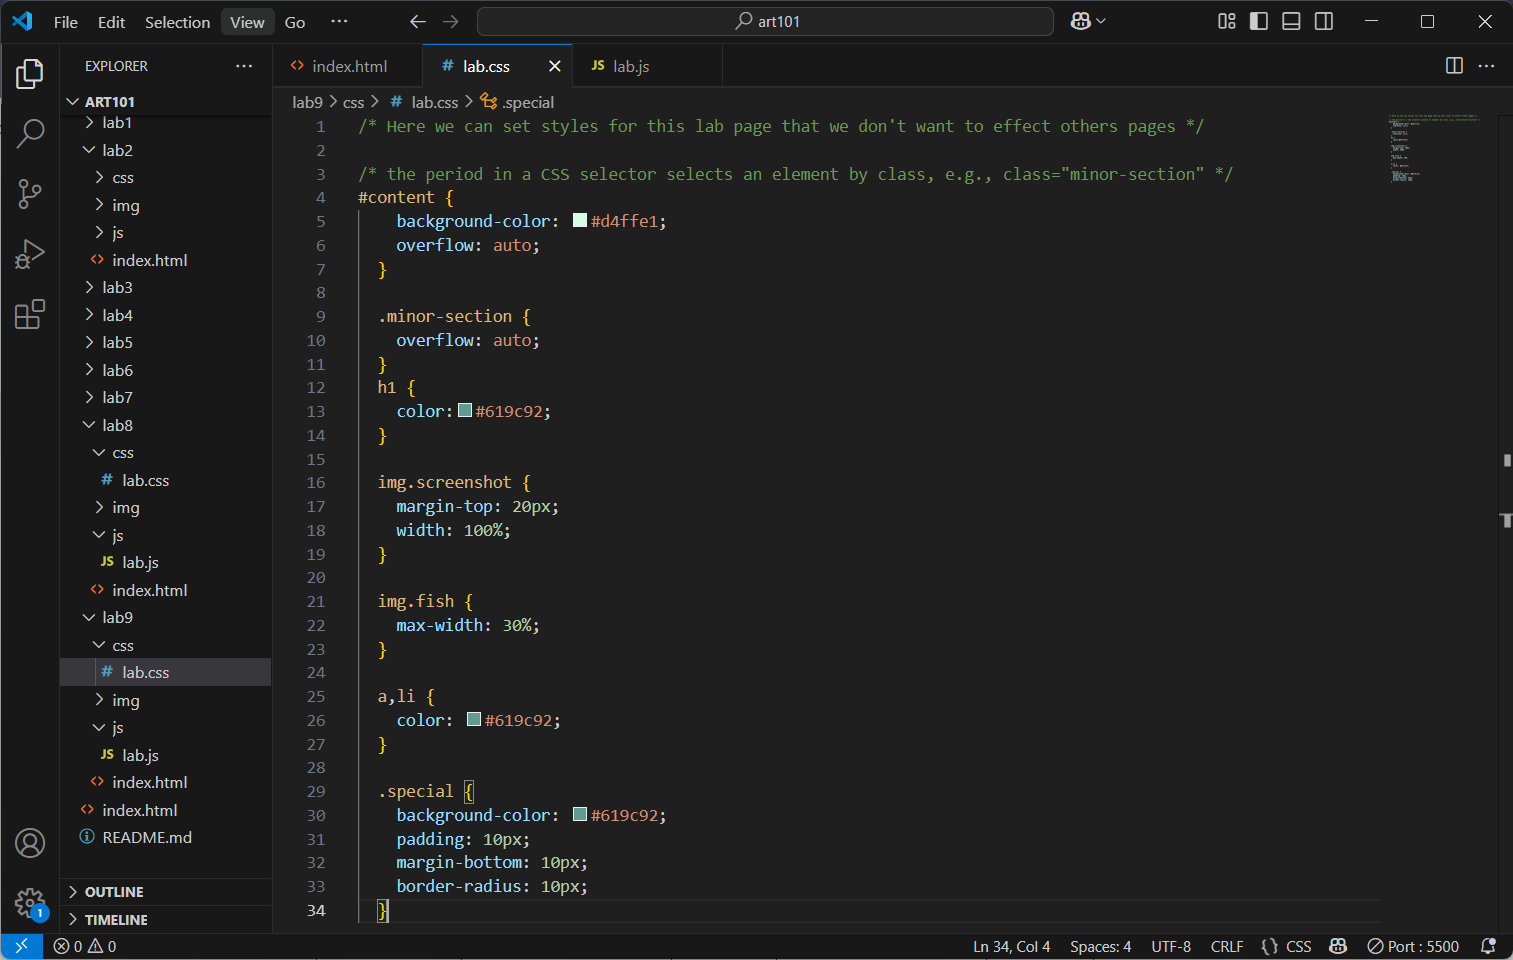 File Edit Selection View Go ··· art101
EXPLORER ···
ART101
lab1
lab2
css
img
js
index.html
lab3
lab4
lab5
lab6
lab7
lab8
css
# lab.css
img
js
JS lab.js
index.html
lab9
css
# lab.css
img
js
JS lab.js
index.html
index.html
README.md
OUTLINE
TIMELINE
1
index.html # lab.css JS lab.js
lab9 > css > # lab.css > .special
1 /* Here we can set styles for this lab page that we don't want to effect others pages */
2
3 /* the period in a CSS selector selects an element by class, e.g., class="minor-section" */
4 #content {
5 background-color: #d4ffe1;
6 overflow: auto;
7 }
8
9 .minor-section {
10 overflow: auto;
11 }
12 h1 {
13 color: #619c92;
14 }
15
16 img.screenshot {
17 margin-top: 20px;
18 width: 100%;
19 }
20
21 img.fish {
22 max-width: 30%;
23 }
24
25 a,li {
26 color: #619c92;
27 }
28
29 .special {
30 background-color: #619c92;
31 padding: 10px;
32 margin-bottom: 10px;
33 border-radius: 10px;
34 }
0 0 Ln 34, Col 4 Spaces: 4 UTF-8 CRLF {} CSS Port : 5500